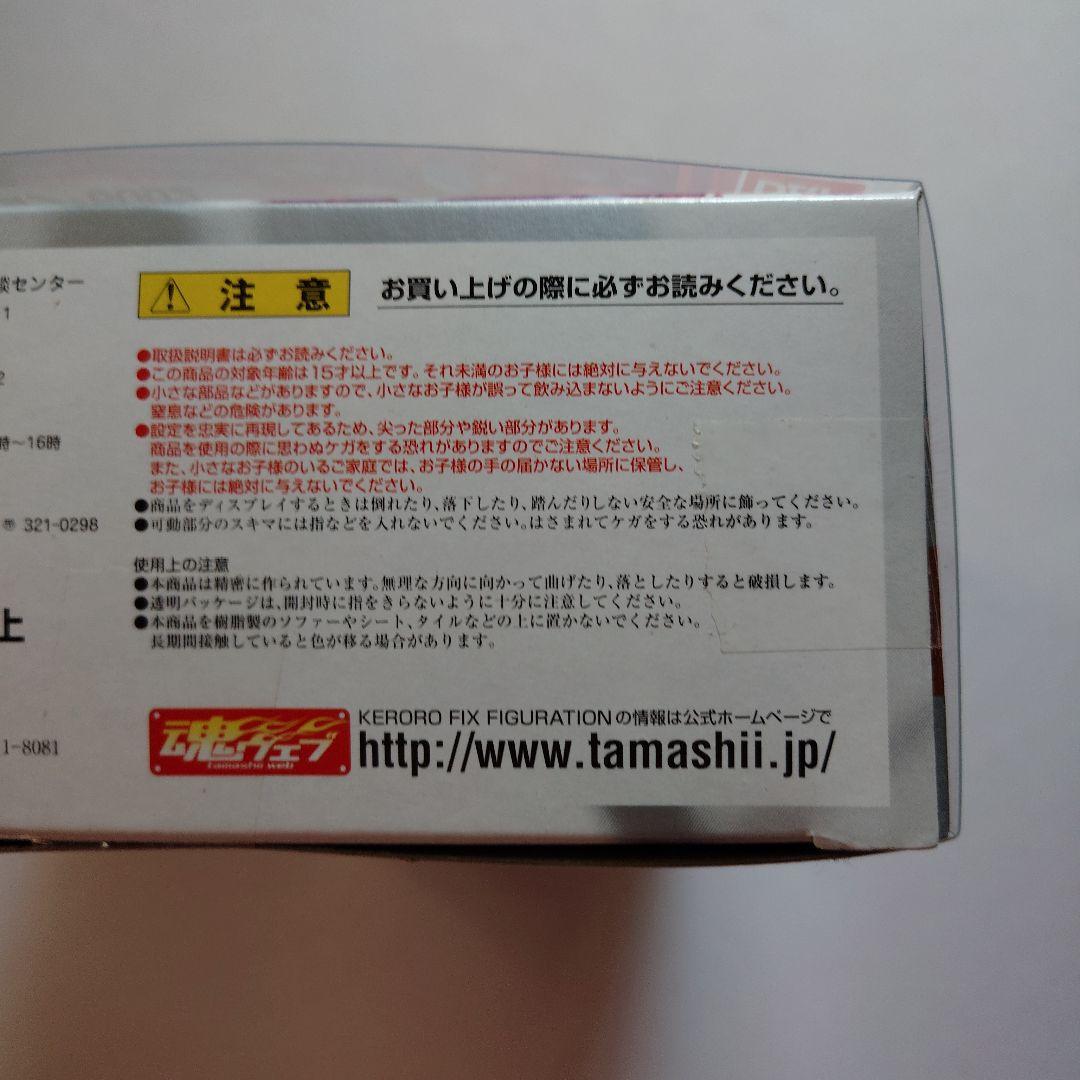 談センター
1
2
時～16時
〒321-0298
上
1-8081
注意
お買い上げの際に必ずお読みください。
●取扱説明書は必ずお読みください。
●この商品の対象年齢は15才以上です。それ未満のお子様には絶対に与えないでください。
●小さな部品などがありますので、小さなお子様が誤って飲み込まないようにご注意ください。
窒息などの危険があります。
●設定を忠実に再現してあるため、尖った部分や鋭い部分があります。
商品を使用の際に思わぬケガをする恐れがありますのでご注意ください。
また、小さなお子様のいるご家庭では、お子様の手の届かない場所に保管し、
お子様には絶対に与えないでください。
●商品をディスプレイするときは倒れたり、落下したり、踏んだりしない安全な場所に飾ってください。
●可動部分のスキマには指などを入れないでください。はさまれてケガをする恐れがあります。
使用上の注意
●本商品は精密に作られています。無理な方向に向かって曲げたり、落としたりすると破損します。
●透明パッケージは、開封時に指をきらないように十分に注意してください。
●本商品を樹脂製のソファーやシート、タイルなどの上に置かないでください。
長期間接触していると色が移る場合があります。
魂ウェブ
tamashii web
KERORO FIX FIGURATIONの情報は公式ホームページで
http://www.tamashii.jp/